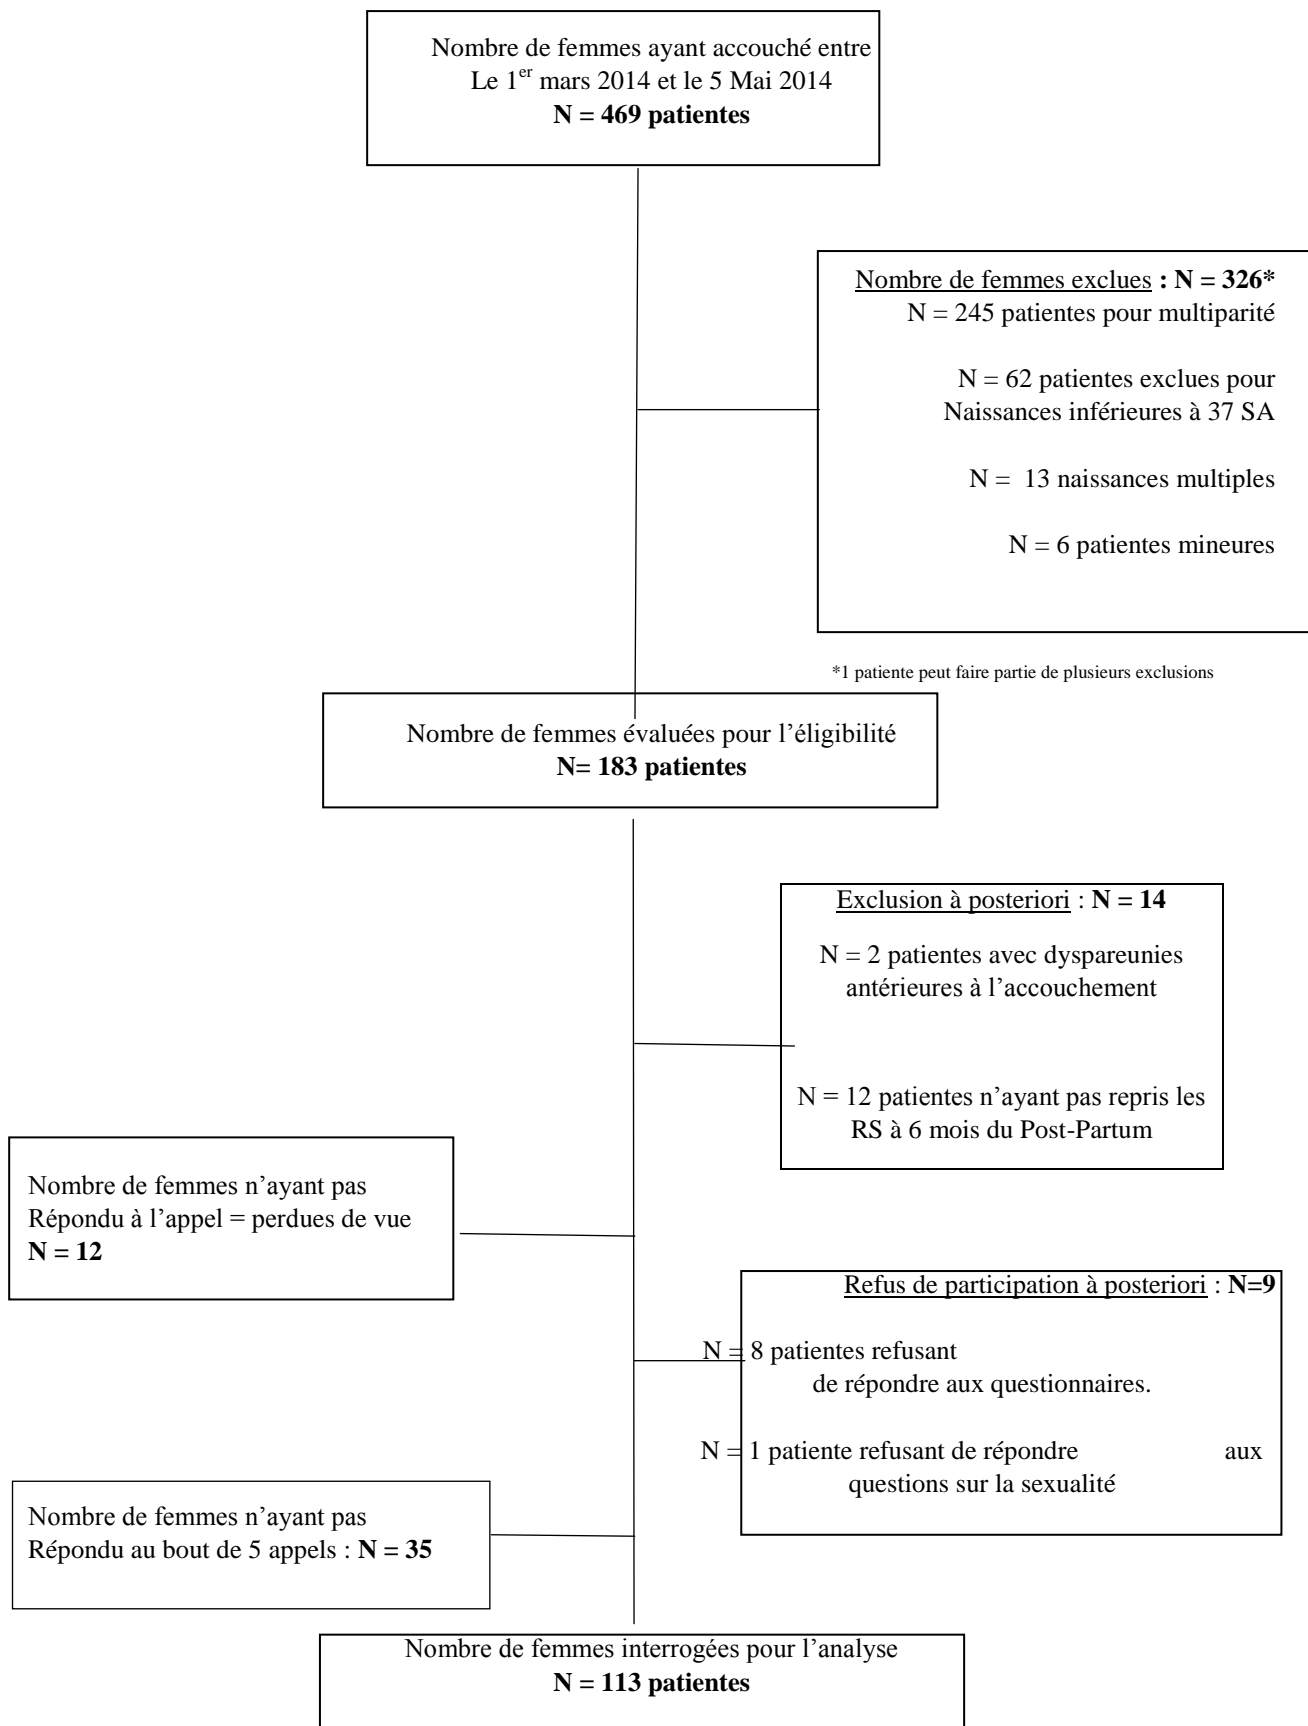 Nombre de femmes ayant accouché entre
Le 1er mars 2014 et le 5 Mai 2014
N = 469 patientes
Nombre de femmes exclues : N = 326*
N = 245 patientes pour multiparité
N = 62 patientes exclues pour
Naissances inférieures à 37 SA
N = 13 naissances multiples
N = 6 patientes mineures
*1 patiente peut faire partie de plusieurs exclusions
Nombre de femmes évaluées pour l’éligibilité
N= 183 patientes
Exclusion à posteriori : N = 14
N = 2 patientes avec dyspareunies
antérieures à l’accouchement
N = 12 patientes n’ayant pas repris les
RS à 6 mois du Post-Partum
Nombre de femmes n’ayant pas
Répondu à l’appel = perdues de vue
N = 12
Refus de participation à posteriori : N=9
N = 8 patientes refusant
de répondre aux questionnaires.
N = 1 patiente refusant de répondre aux
questions sur la sexualité
Nombre de femmes n’ayant pas
Répondu au bout de 5 appels : N = 35
Nombre de femmes interrogées pour l’analyse
N = 113 patientes